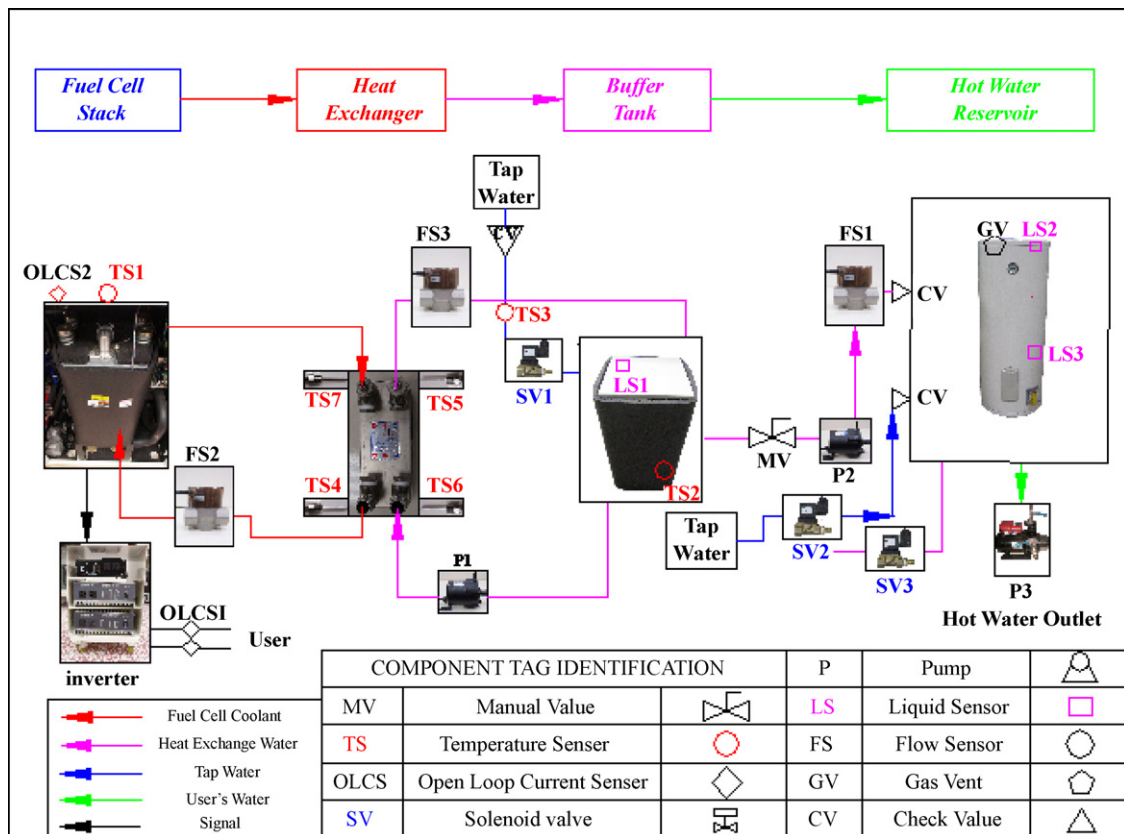 Fuel Cell
Stack
Heat
Exchanger
Buffer
Tank
Hot Water
Reservoir
Tap
Water
CV
FS3
FS1
GV
LS2
OLCS2
TS1
TS3
CV
LS3
SV1
LS1
TS7
TS5
CV
FS2
MV
P2
TS4
TS6
TS2
Tap
Water
SV2
SV3
P1
P3
Hot Water Outlet
OLCSI
User
inverter
Fuel Cell Coolant
Heat Exchange Water
Tap Water
User's Water
Signal
COMPONENT TAG IDENTIFICATION
P Pump
MV Manual Value
LS Liquid Sensor
TS Temperature Senser
FS Flow Sensor
OLCS Open Loop Current Senser
GV Gas Vent
SV Solenoid valve
CV Check Value